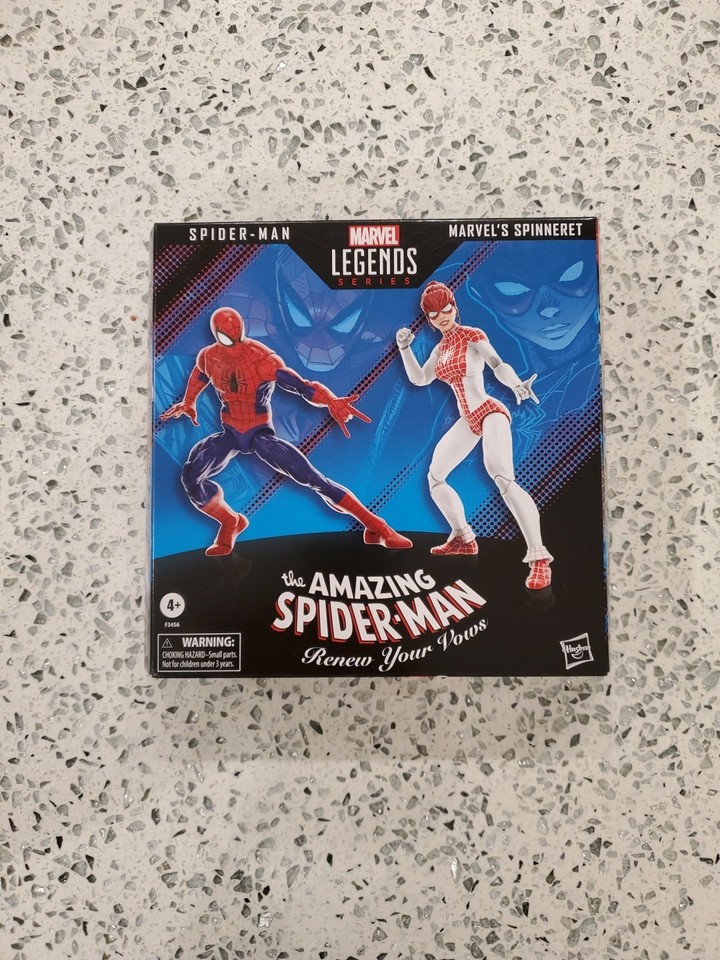 SPIDER-MAN
MARVEL
LEGENDS
SERIES
MARVEL'S SPINNERET
the AMAZING
SPIDER-MAN
Renew Your Vows
4+
F3456
WARNING:
CHOKING HAZARD–Small parts.
Not for children under 3 years.
Hasbro